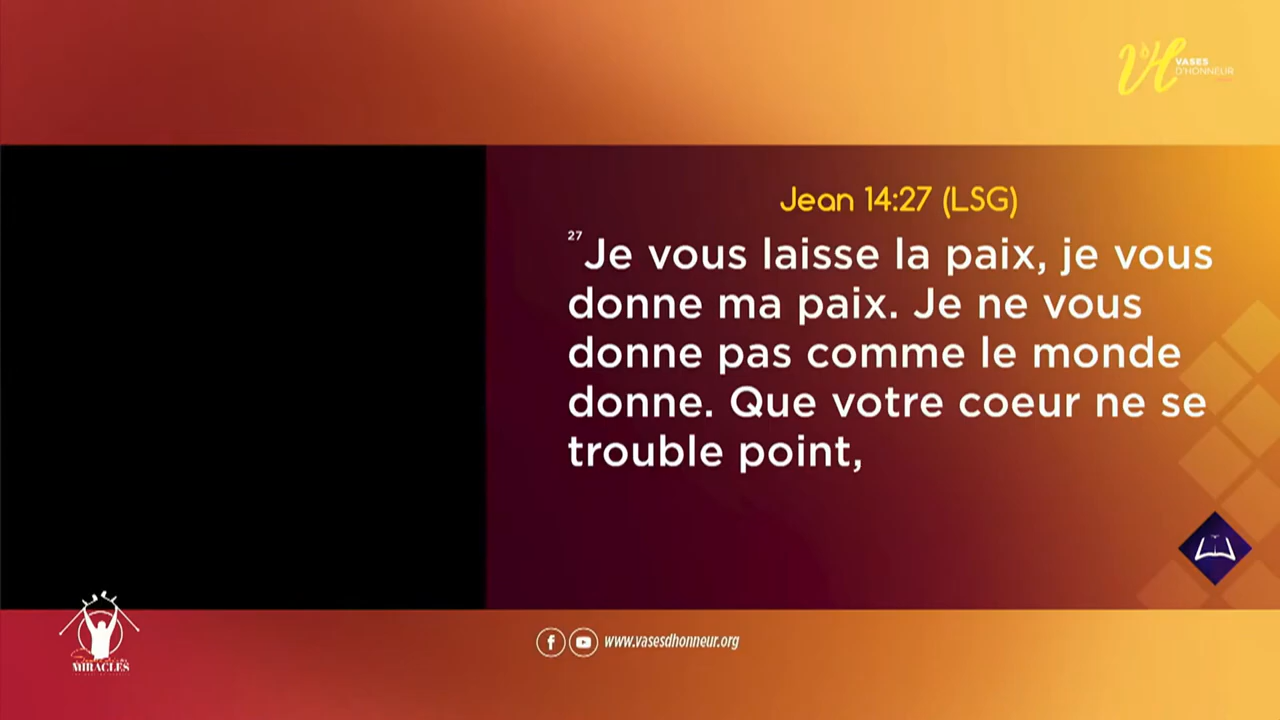 VASES
D'HONNEUR
Jean 14:27 (LSG)
27 Je vous laisse la paix, je vous
donne ma paix. Je ne vous
donne pas comme le monde
donne. Que votre coeur ne se
trouble point,
www.vasesdhonneur.org
MIRACLES